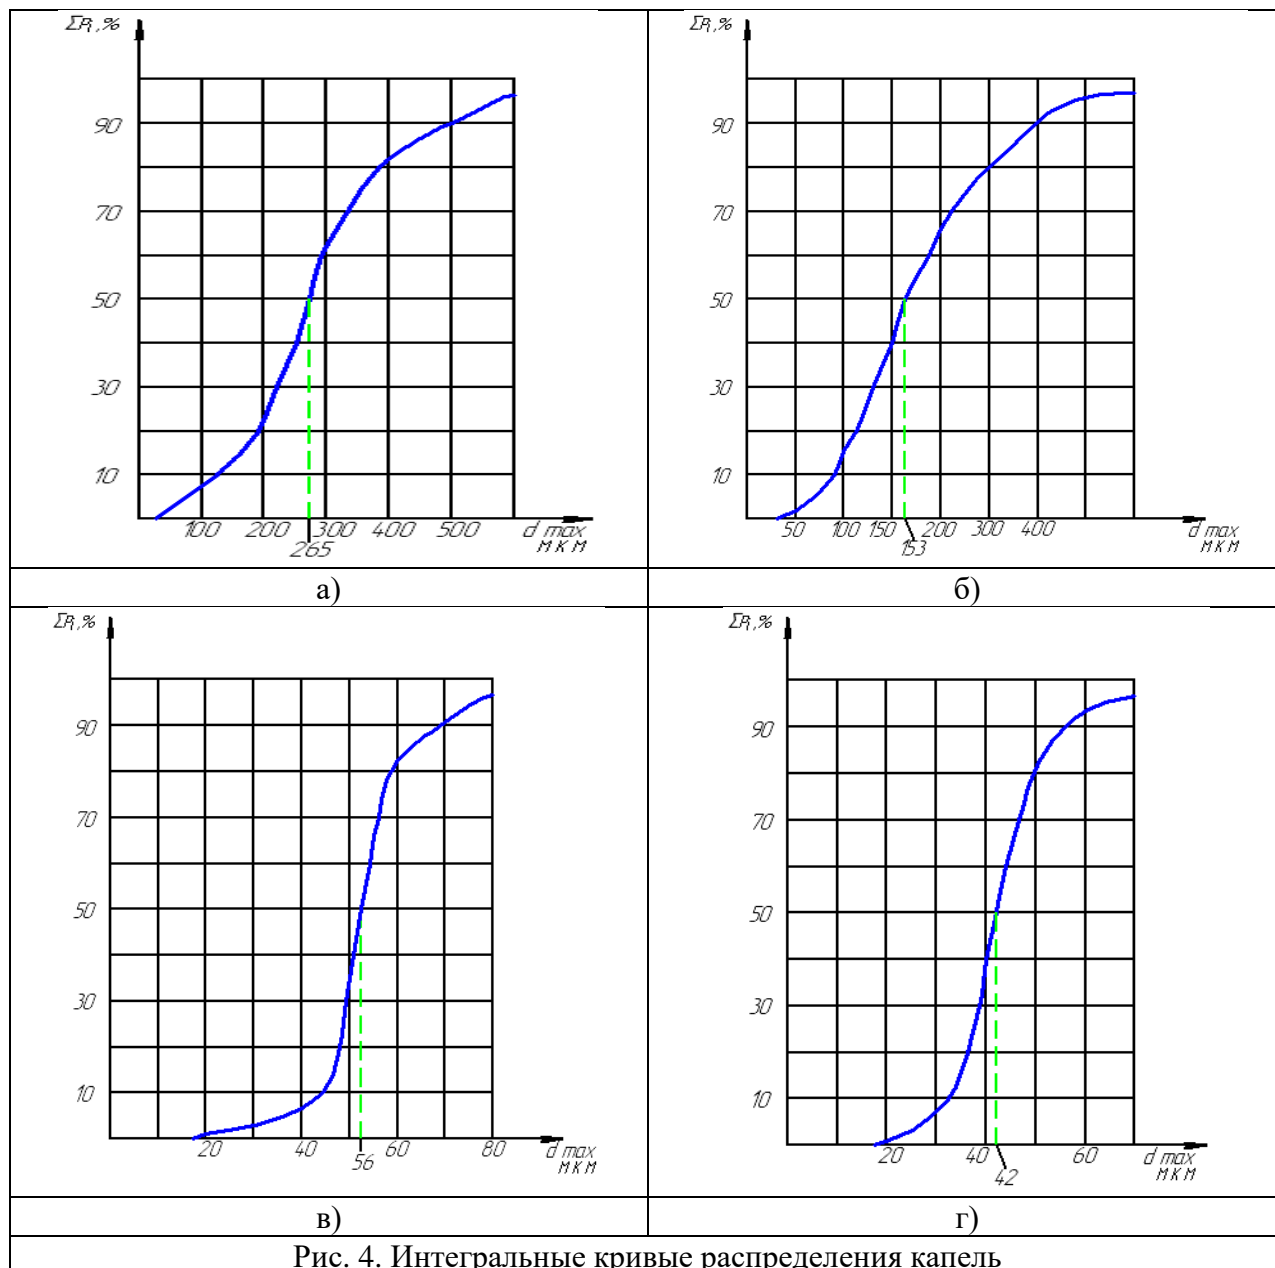 ΣPi, %
90
70
50
30
10
100 200 300 400 500 d max
мкм
265
а)
ΣPi, %
90
70
50
30
10
50 100 150 200 300 400 d max
мкм
153
б)
ΣPi, %
90
70
50
30
10
20 40 60 80 d max
мкм
56
в)
ΣPi, %
90
70
50
30
10
20 40 60 d max
мкм
42
г)
Рис. 4. Интегральные кривые распределения капель